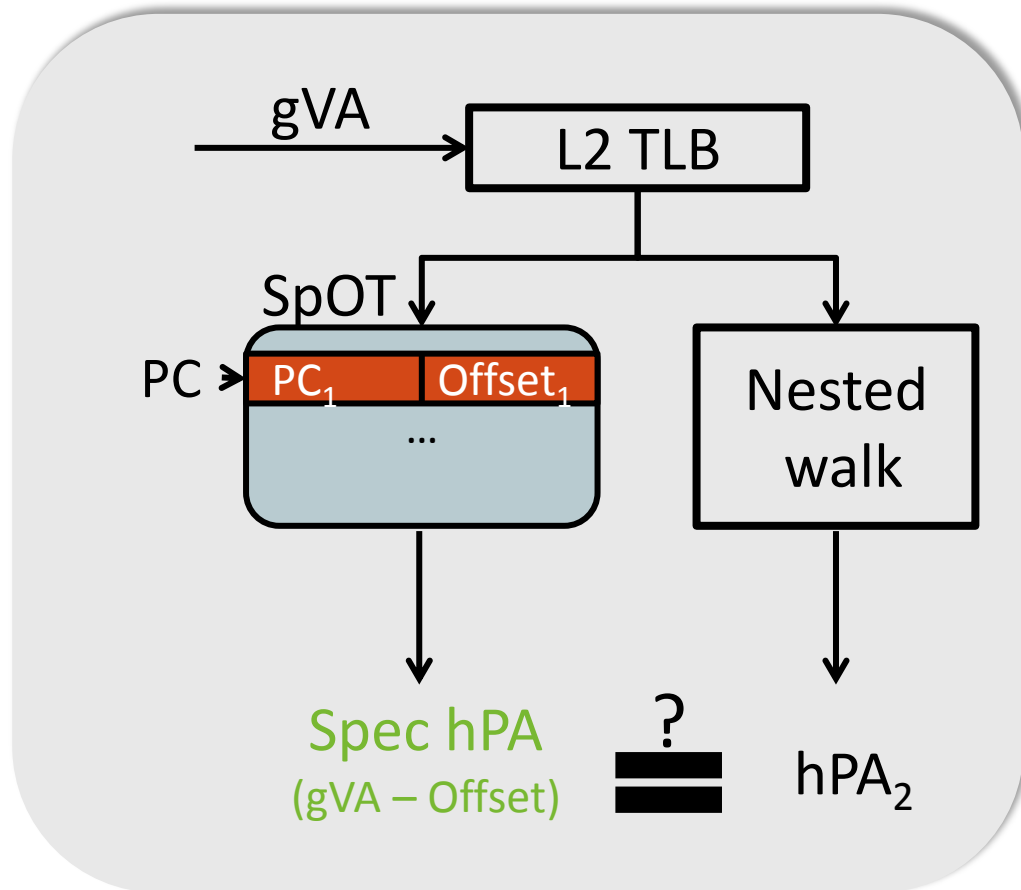 gVA
L2 TLB
SpOT
PC
PC₁
Offset₁
...
Nested
walk
Spec hPA
(gVA – Offset)
?
=
hPA₂